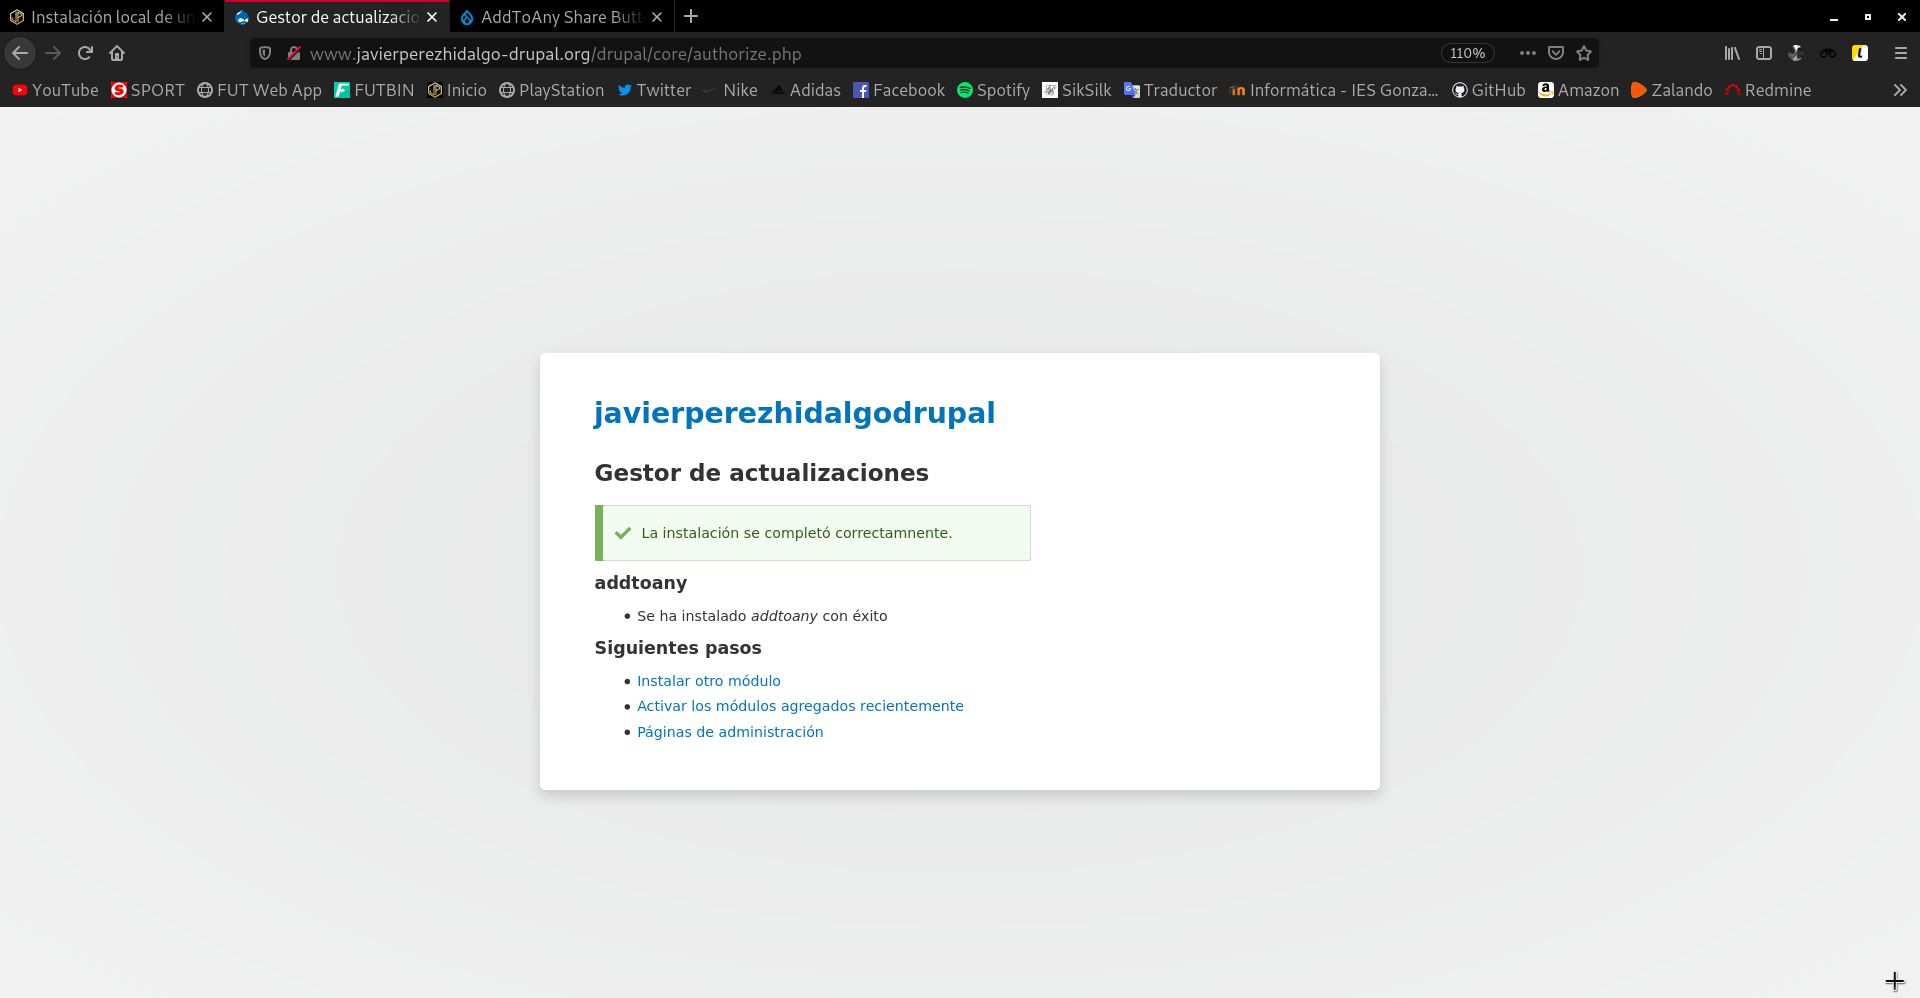 Instalación local de un
Gestor de actualizacio
AddToAny Share Butt
www.javierperezhidalgo-drupal.org/drupal/core/authorize.php
110%
YouTube
SPORT
FUT Web App
FUTBIN
Inicio
PlayStation
Twitter
Nike
Adidas
Facebook
Spotify
SikSilk
Traductor
Informática - IES Gonza...
GitHub
Amazon
Zalando
Redmine
javierperezhidalgodrupal
Gestor de actualizaciones
La instalación se completó correctamnente.
addtoany
Se ha instalado addtoany con éxito
Siguientes pasos
Instalar otro módulo
Activar los módulos agregados recientemente
Páginas de administración